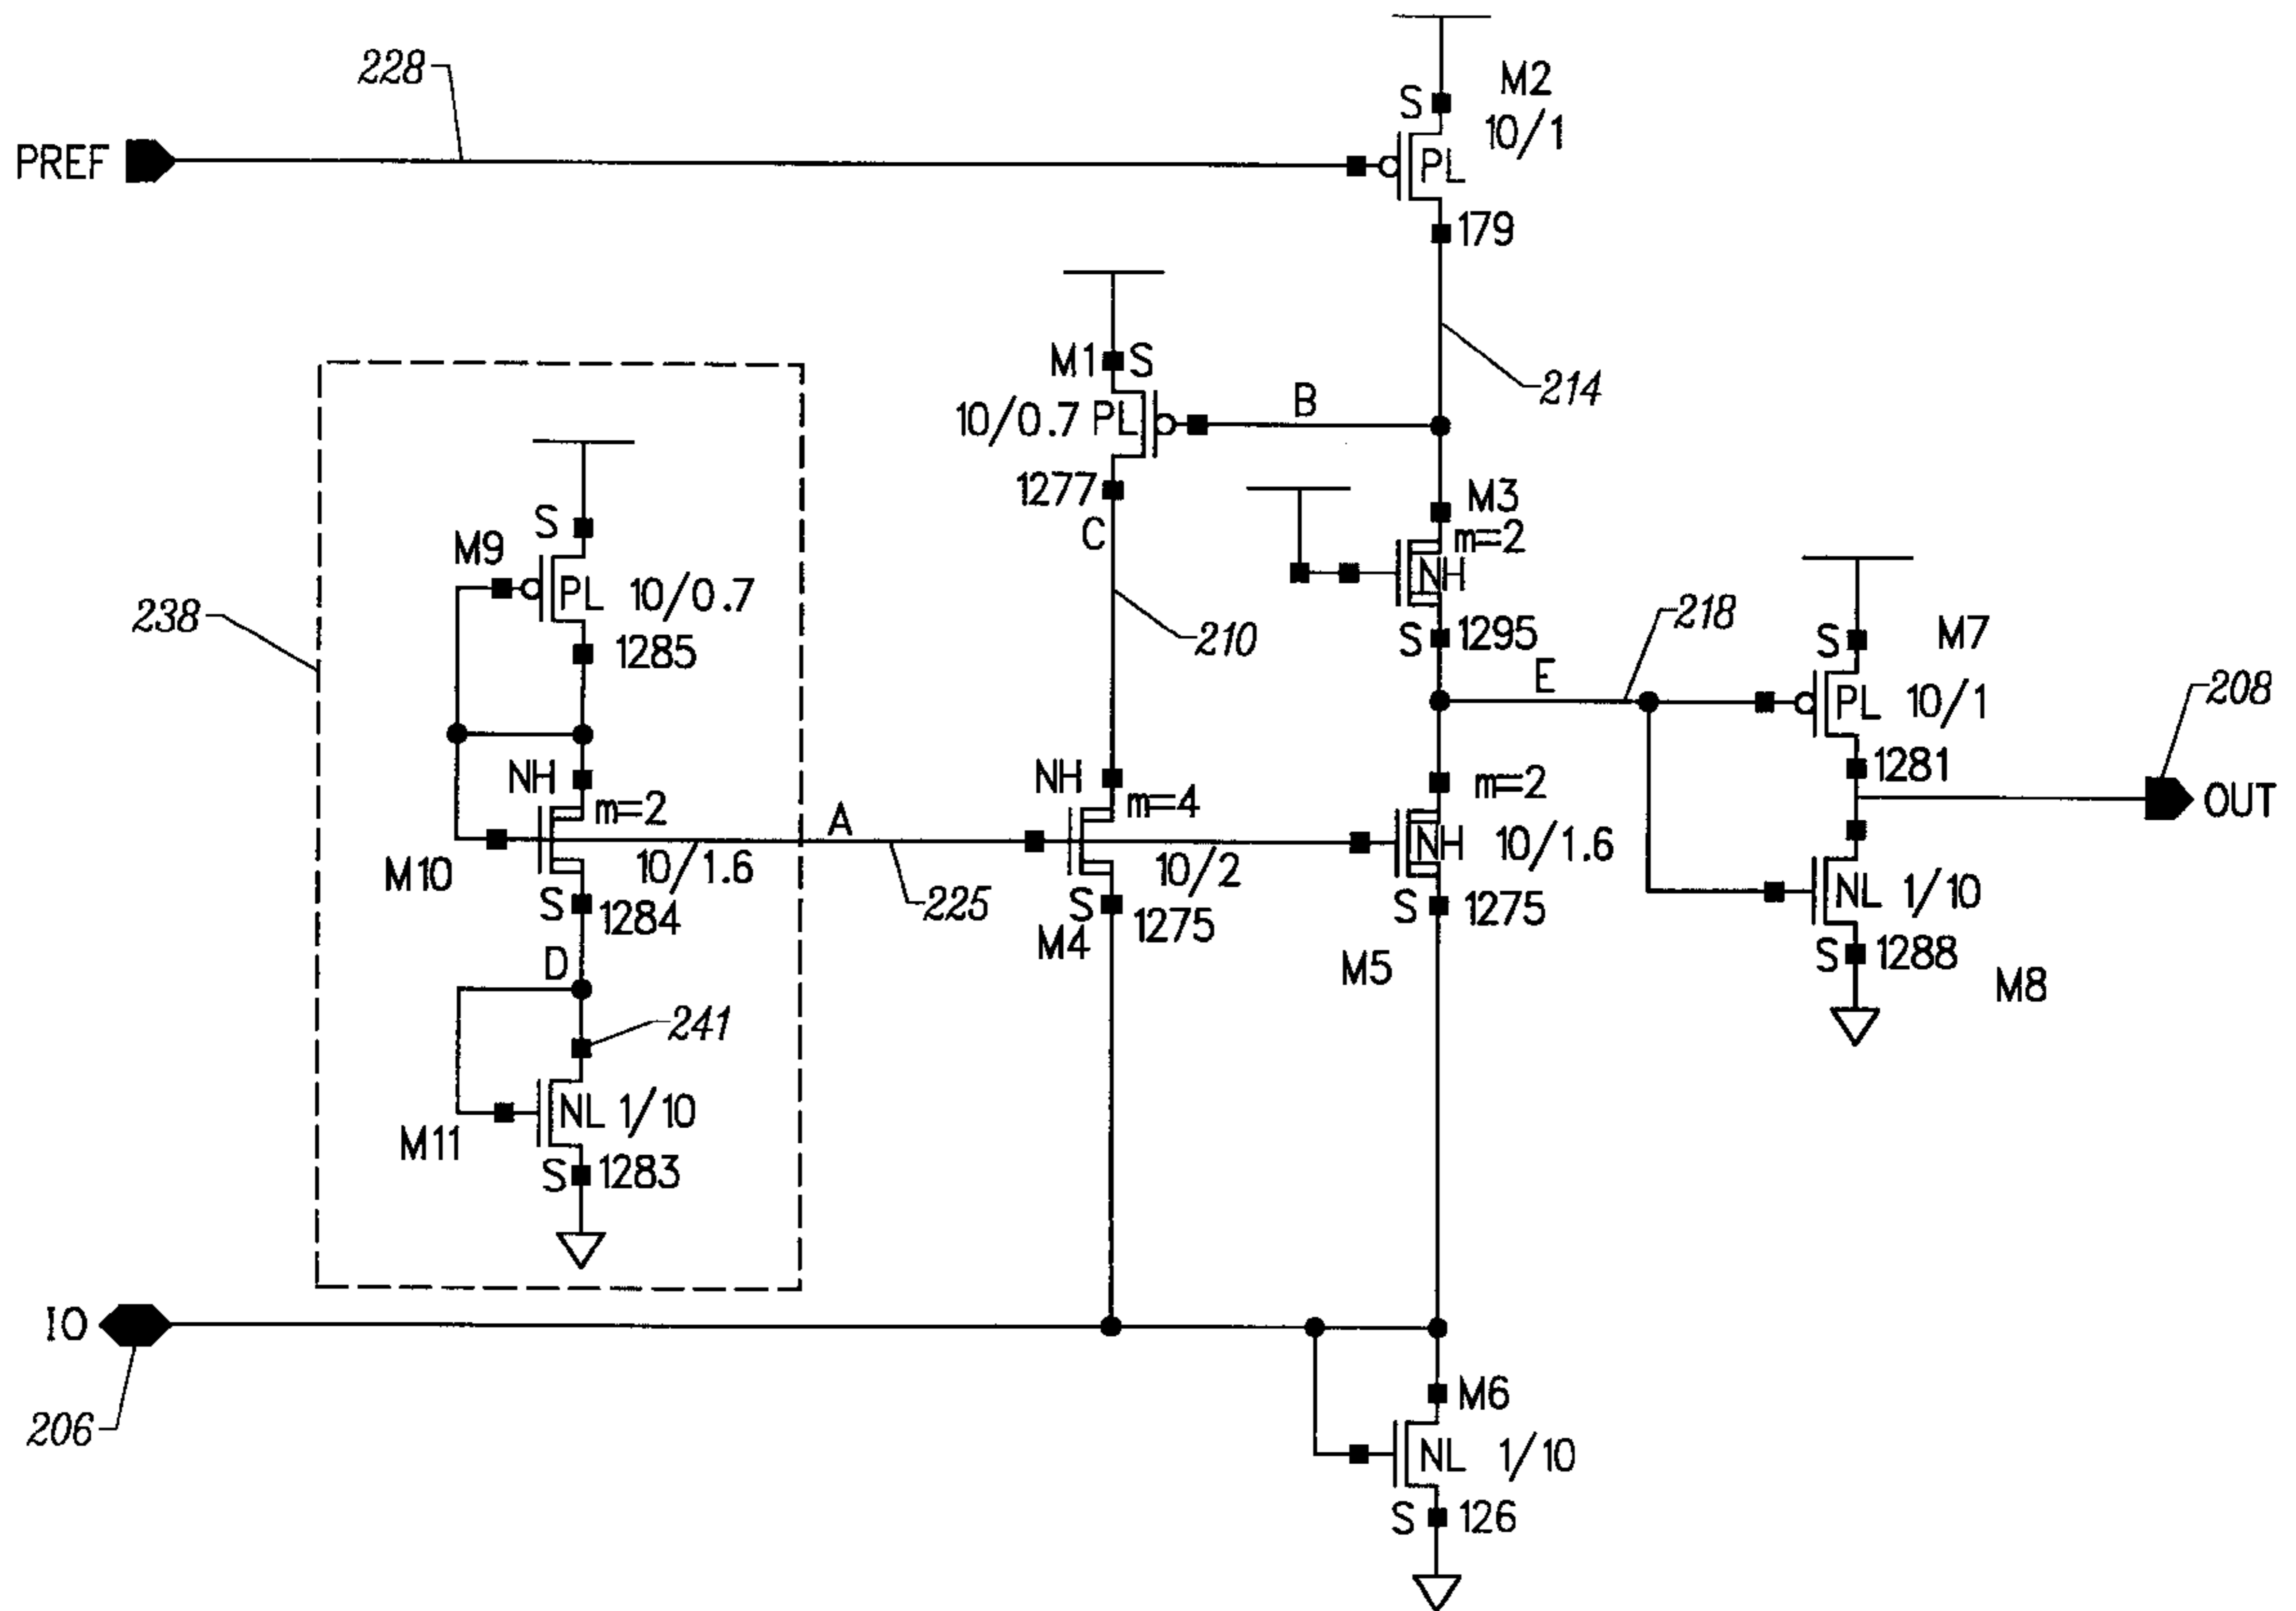 228
M2
S
10/1
PREF
PL
179
M1 S
214
B
10/0.7 PL
1277
M3
S
C
m=2
M9
NH
PL 10/0.7
238
218
1285
210
S 1295
M7
S
E
208
PL 10/1
NH
NH
m=2
1281
m=2
m=4
OUT
A
10/1.6
10/2
NH 10/1.6
M10
NL 1/10
S
225
S
S 1275
1284
1275
M4
S 1288
D
M5
M8
241
NL 1/10
M11
S 1283
IO
M6
206
NL 1/10
S 126